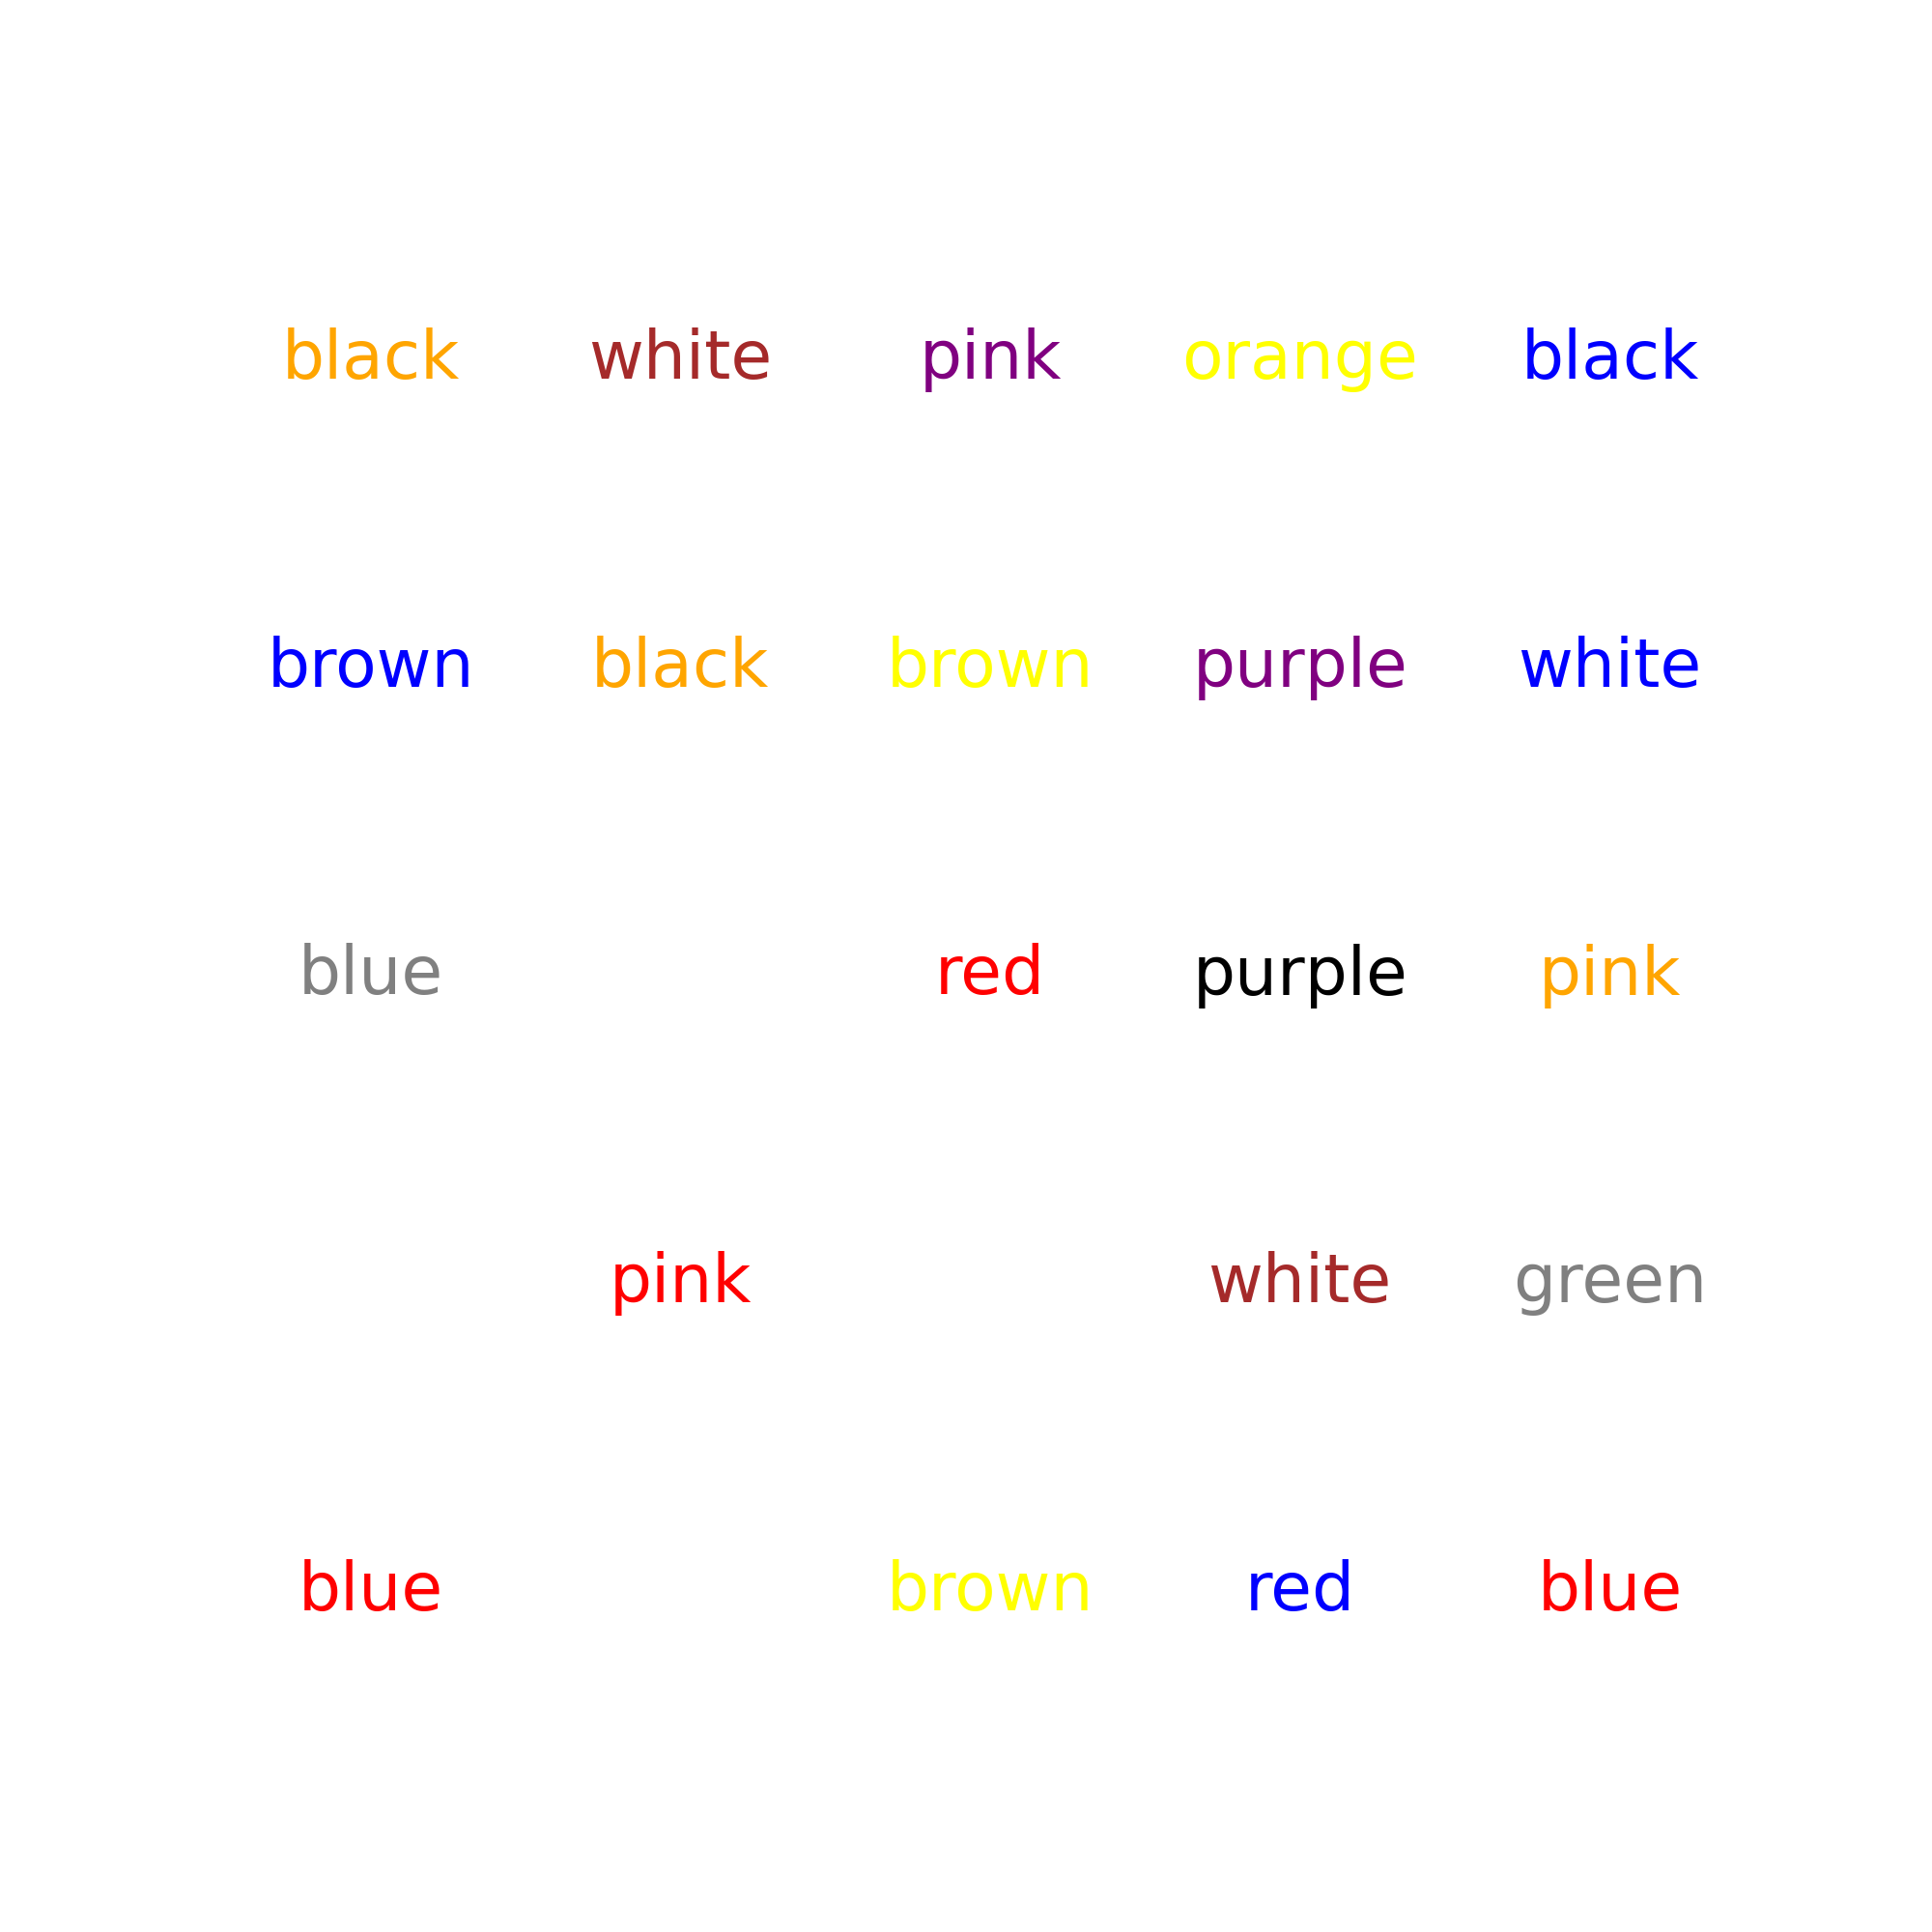 black white pink orange black
brown black brown purple white
blue red purple pink
pink white green
blue brown red blue